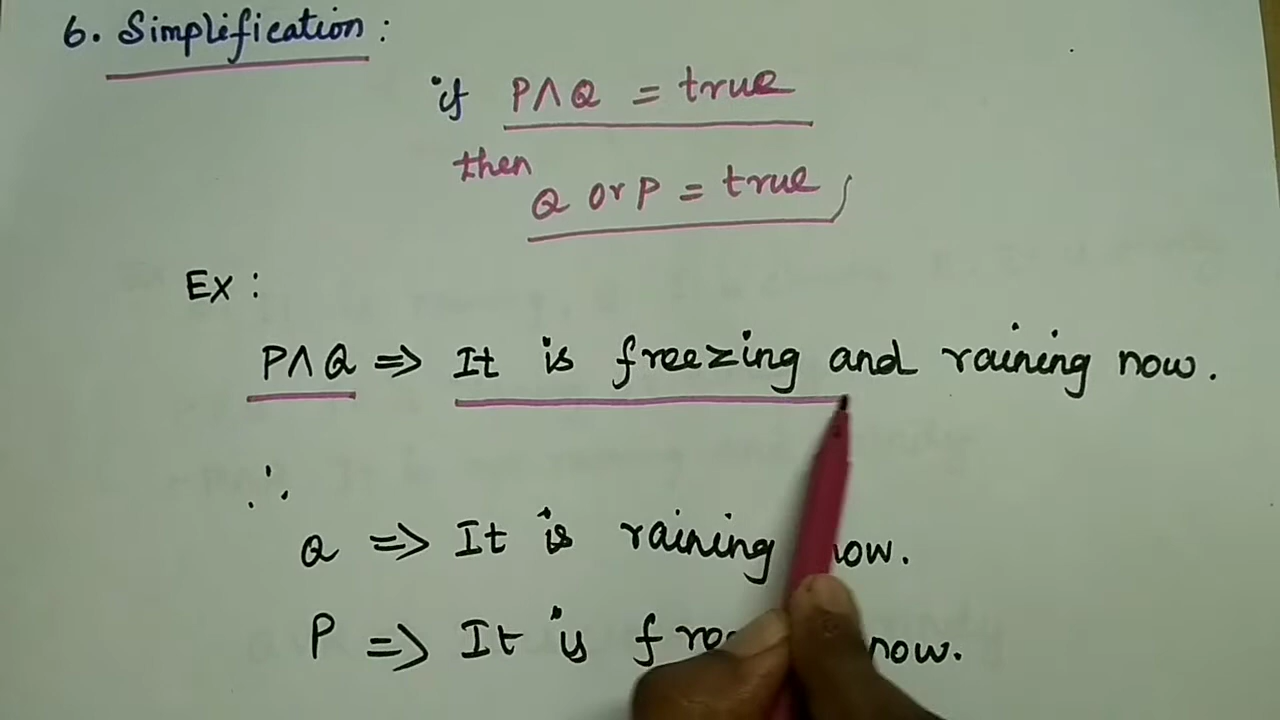 6. Simplification:
if P∧Q = true
then
Q or P = true
Ex:
P∧Q => It is freezing and raining now.
∴
Q => It is raining now.
P => It is now.